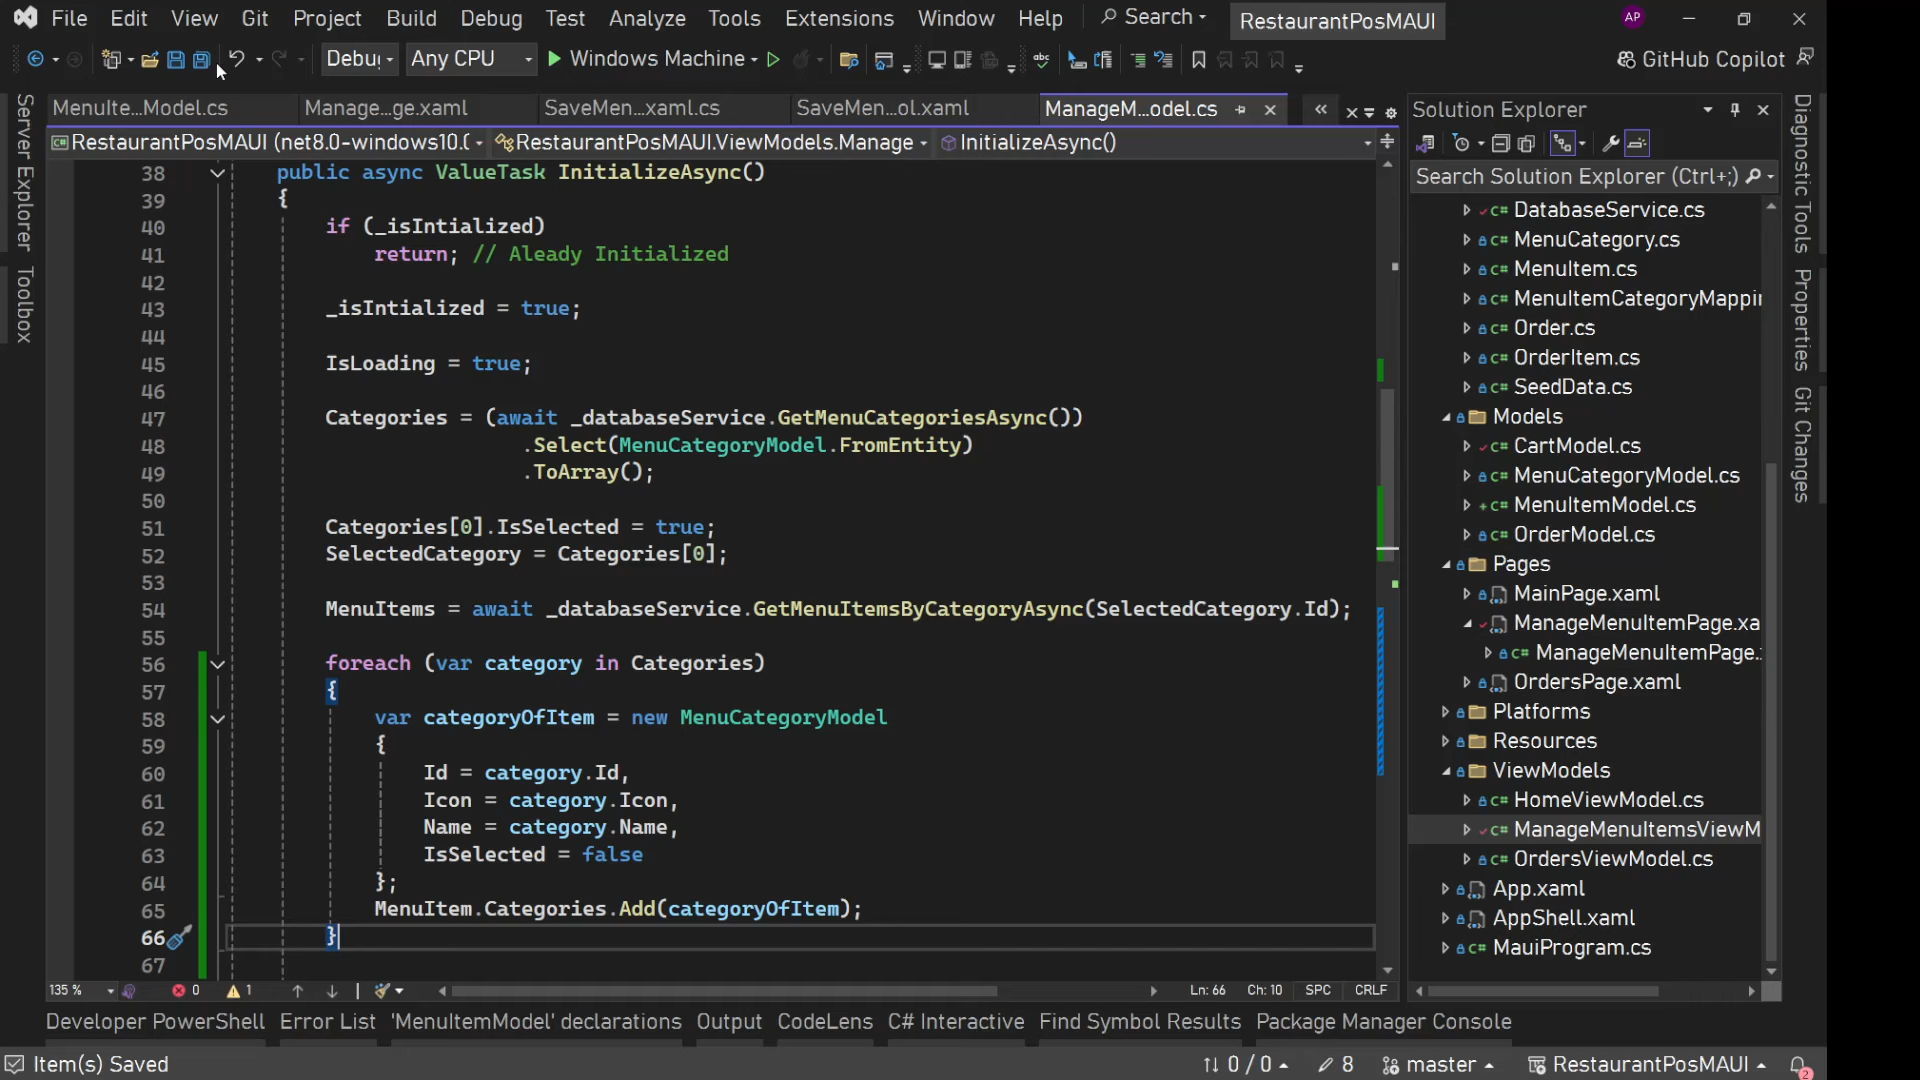 File Edit View Git Project Build Debug Test Analyze Tools Extensions Window Help Search RestaurantPosMAUI AP
Debu Any CPU Windows Machine GitHub Copilot
MenuIte...Model.cs Manage...ge.xaml SaveMen...xaml.cs SaveMen...ol.xaml ManageM...odel.cs
RestaurantPosMAUI (net8.0-windows10.( RestaurantPosMAUI.ViewModels.Manage InitializeAsync()
38 public async ValueTask InitializeAsync()
39 {
40 if (_isIntialized)
41 return; // Aleady Initialized
42
43 _isIntialized = true;
44
45 IsLoading = true;
46
47 Categories = (await _databaseService.GetMenuCategoriesAsync())
48 .Select(MenuCategoryModel.FromEntity)
49 .ToArray();
50
51 Categories[0].IsSelected = true;
52 SelectedCategory = Categories[0];
53
54 MenuItems = await _databaseService.GetMenuItemsByCategoryAsync(SelectedCategory.Id);
55
56 foreach (var category in Categories)
57 {
58 var categoryOfItem = new MenuCategoryModel
59 {
60 Id = category.Id,
61 Icon = category.Icon,
62 Name = category.Name,
63 IsSelected = false
64 };
65 MenuItem.Categories.Add(categoryOfItem);
66 }
67
135 % 0 1 Ln: 66 Ch: 10 SPC CRLF
Server Explorer
Toolbox
Solution Explorer
Search Solution Explorer (Ctrl+;)
C# DatabaseService.cs
C# MenuCategory.cs
C# MenuItem.cs
C# MenuItemCategoryMappin
C# Order.cs
C# OrderItem.cs
C# SeedData.cs
Models
C# CartModel.cs
C# MenuCategoryModel.cs
C# MenuItemModel.cs
C# OrderModel.cs
Pages
MainPage.xaml
ManageMenuItemPage.xa
C# ManageMenuItemPage.
OrdersPage.xaml
Platforms
Resources
ViewModels
C# HomeViewModel.cs
C# ManageMenuItemsViewM
C# OrdersViewModel.cs
App.xaml
AppShell.xaml
C# MauiProgram.cs
Diagnostic Tools
Properties
Git Changes
Developer PowerShell Error List 'MenuItemModel' declarations Output CodeLens C# Interactive Find Symbol Results Package Manager Console
Item(s) Saved 0 / 0 8 master RestaurantPosMAUI 2